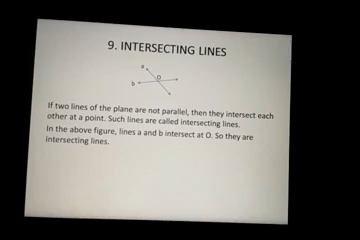 9. INTERSECTING LINES
a
O
b
If two lines of the plane are not parallel, then they intersect each
other at a point. Such lines are called intersecting lines.
In the above figure, lines a and b intersect at O. So they are
intersecting lines.